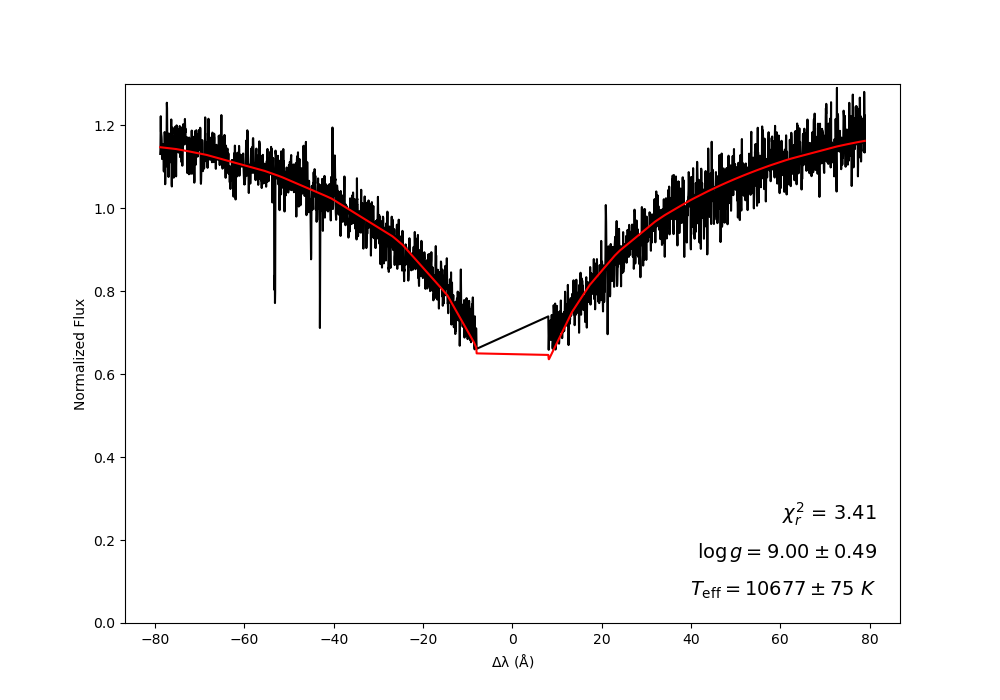 1.2
1.0
0.8
0.6
0.4
0.2
0.0
Normalized Flux
χ²ᵣ = 3.41
log g = 9.00 ± 0.49
T_eff = 10677 ± 75 K
−80 −60 −40 −20 0 20 40 60 80
Δλ (Å)